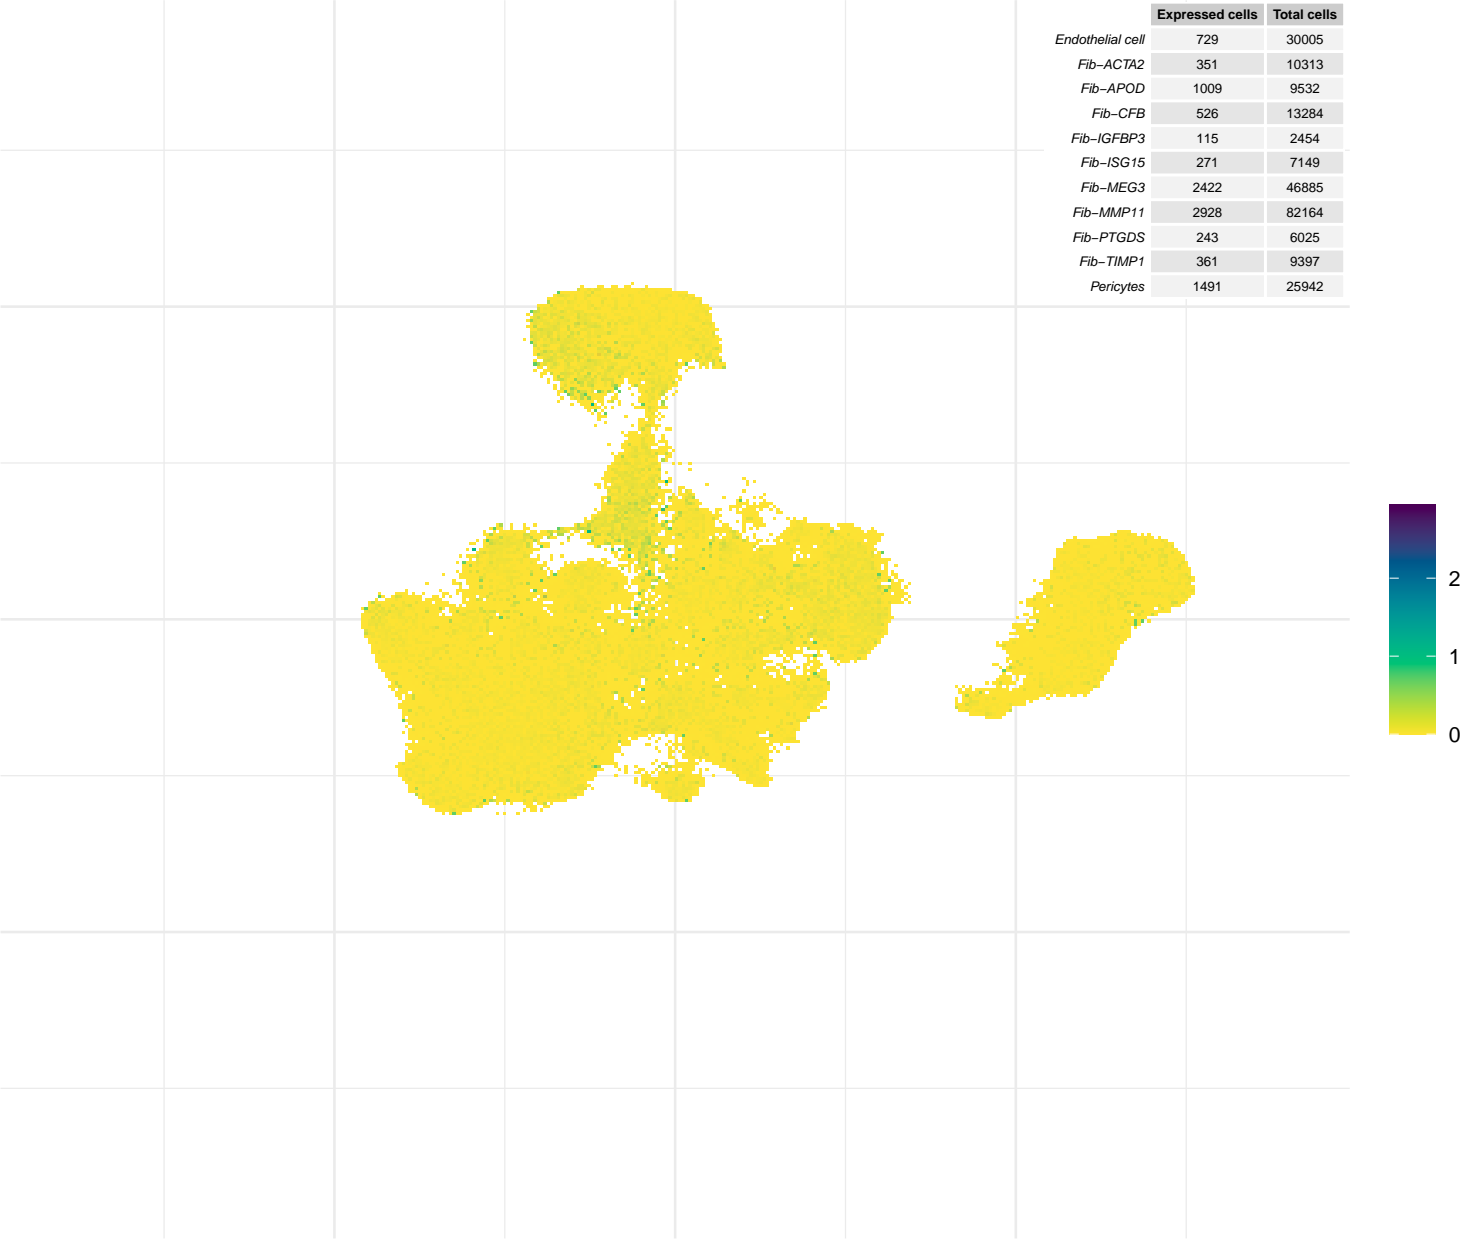 Expressed cells Total cells
Endothelial cell 729 30005
Fib−ACTA2 351 10313
Fib−APOD 1009 9532
Fib−CFB 526 13284
Fib−IGFBP3 115 2454
Fib−ISG15 271 7149
Fib−MEG3 2422 46885
Fib−MMP11 2928 82164
Fib−PTGDS 243 6025
Fib−TIMP1 361 9397
Pericytes 1491 25942
2
1
0